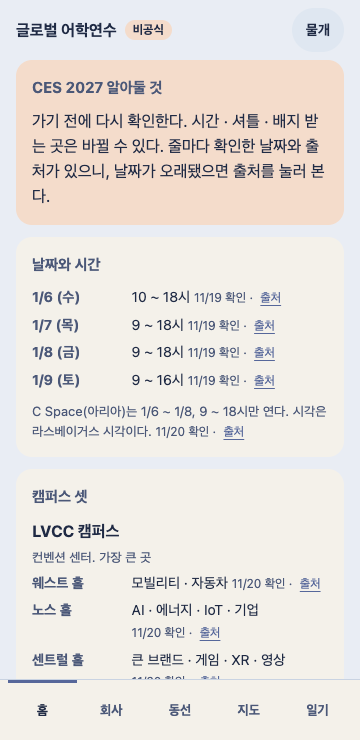 글로벌 어학연수 비공식 물개
CES 2027 알아둘 것
가기 전에 다시 확인한다. 시간 · 셔틀 · 배지 받
는 곳은 바뀔 수 있다. 줄마다 확인한 날짜와 출
처가 있으니, 날짜가 오래됐으면 출처를 눌러 본
다.
날짜와 시간
1/6 (수) 10 ~ 18시 11/19 확인 · 출처
1/7 (목) 9 ~ 18시 11/19 확인 · 출처
1/8 (금) 9 ~ 18시 11/19 확인 · 출처
1/9 (토) 9 ~ 16시 11/19 확인 · 출처
C Space(아리아)는 1/6 ~ 1/8, 9 ~ 18시만 연다. 시각은
라스베이거스 시각이다. 11/20 확인 · 출처
캠퍼스 셋
LVCC 캠퍼스
컨벤션 센터. 가장 큰 곳
웨스트 홀 모빌리티 · 자동차 11/20 확인 · 출처
노스 홀 AI · 에너지 · IoT · 기업
11/20 확인 · 출처
센트럴 홀 큰 브랜드 · 게임 · XR · 영상
홈 회사 동선 지도 일기